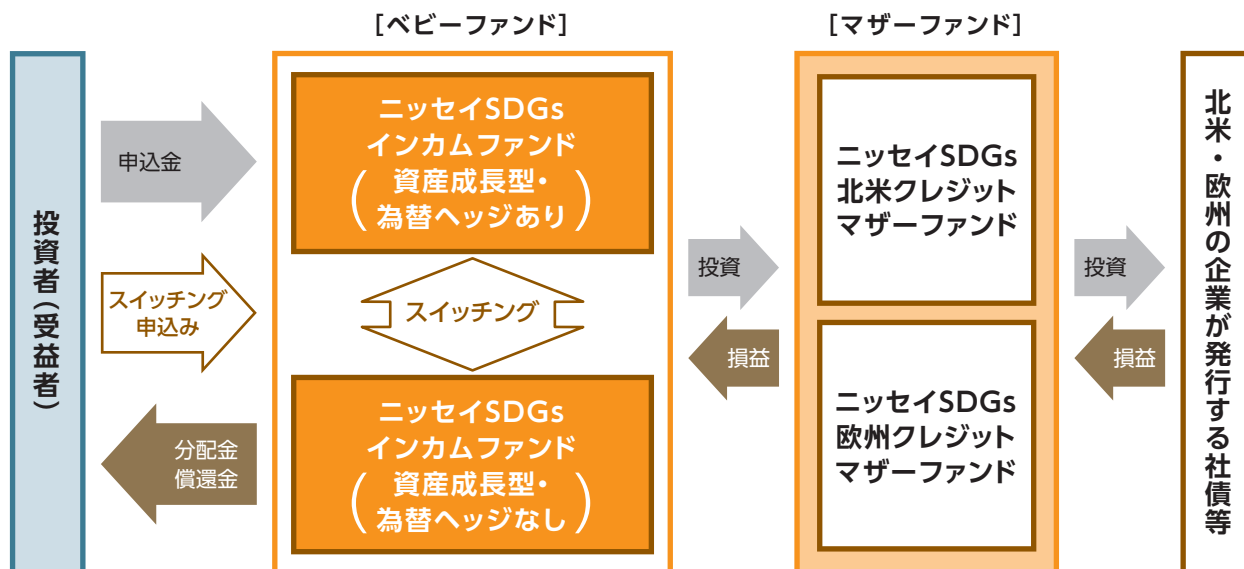 [ベビーファンド]
[マザーファンド]
投資者(受益者)
申込金
スイッチング
申込み
分配金
償還金
ニッセイSDGs
インカムファンド
(資産成長型・
為替ヘッジあり)
スイッチング
ニッセイSDGs
インカムファンド
(資産成長型・
為替ヘッジなし)
投資
損益
ニッセイSDGs
北米クレジット
マザーファンド
ニッセイSDGs
欧州クレジット
マザーファンド
投資
損益
北米・欧州の企業が発行する社債等